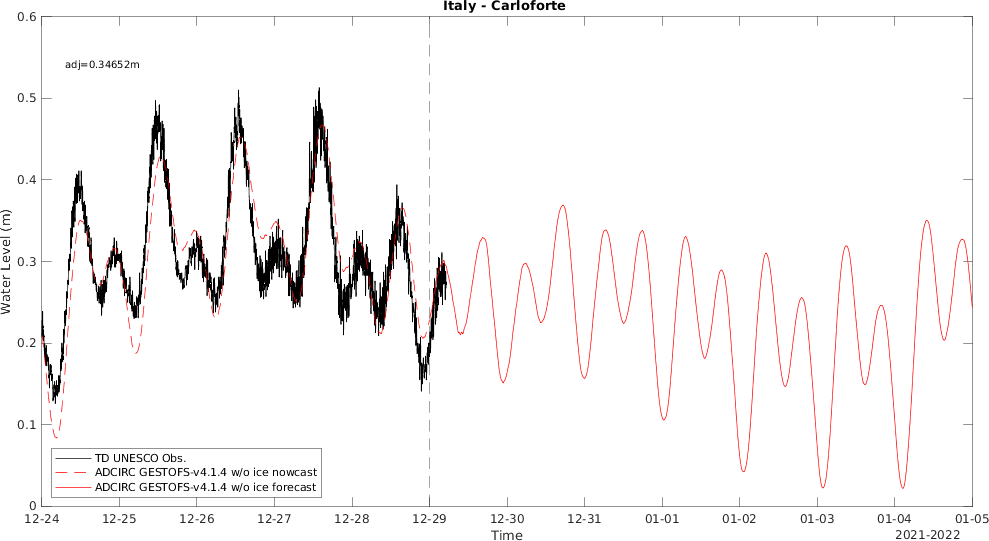 Italy - Carloforte
0.6
adj=0.34652m
0.5
0.4
0.3
0.2
0.1
0
Water Level (m)
TD UNESCO Obs.
ADCIRC GESTOFS-v4.1.4 w/o ice nowcast
ADCIRC GESTOFS-v4.1.4 w/o ice forecast
12-24 12-25 12-26 12-27 12-28 12-29 12-30 12-31 01-01 01-02 01-03 01-04 01-05
Time
2021-2022